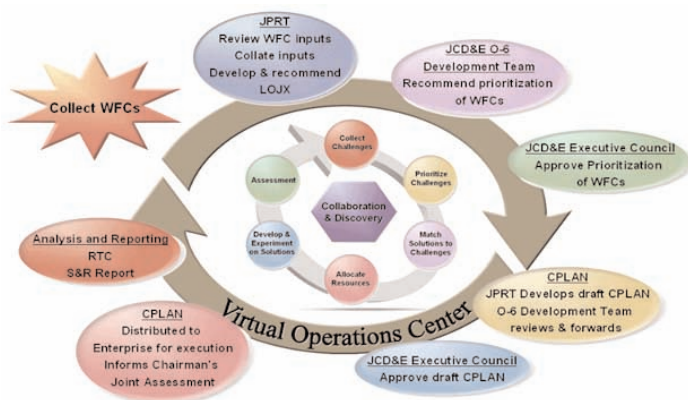 Collect WFCs
JPRT
Review WFC inputs
Collate inputs
Develop & recommend
LOJX
JCD&E O-6
Development Team
Recommend prioritization
of WFCs
JCD&E Executive Council
Approve Prioritization
of WFCs
CPLAN
JPRT Develops draft CPLAN
O-6 Development Team
reviews & forwards
JCD&E Executive Council
Approve draft CPLAN
CPLAN
Distributed to
Enterprise for execution
Informs Chairman's
Joint Assessment
Analysis and Reporting
RTC
S&R Report
Collect
Challenges
Prioritize
Challenges
Match
Solutions to
Challenges
Allocate
Resources
Develop &
Experiment
on Solutions
Assessment
Collaboration
& Discovery
Virtual Operations Center